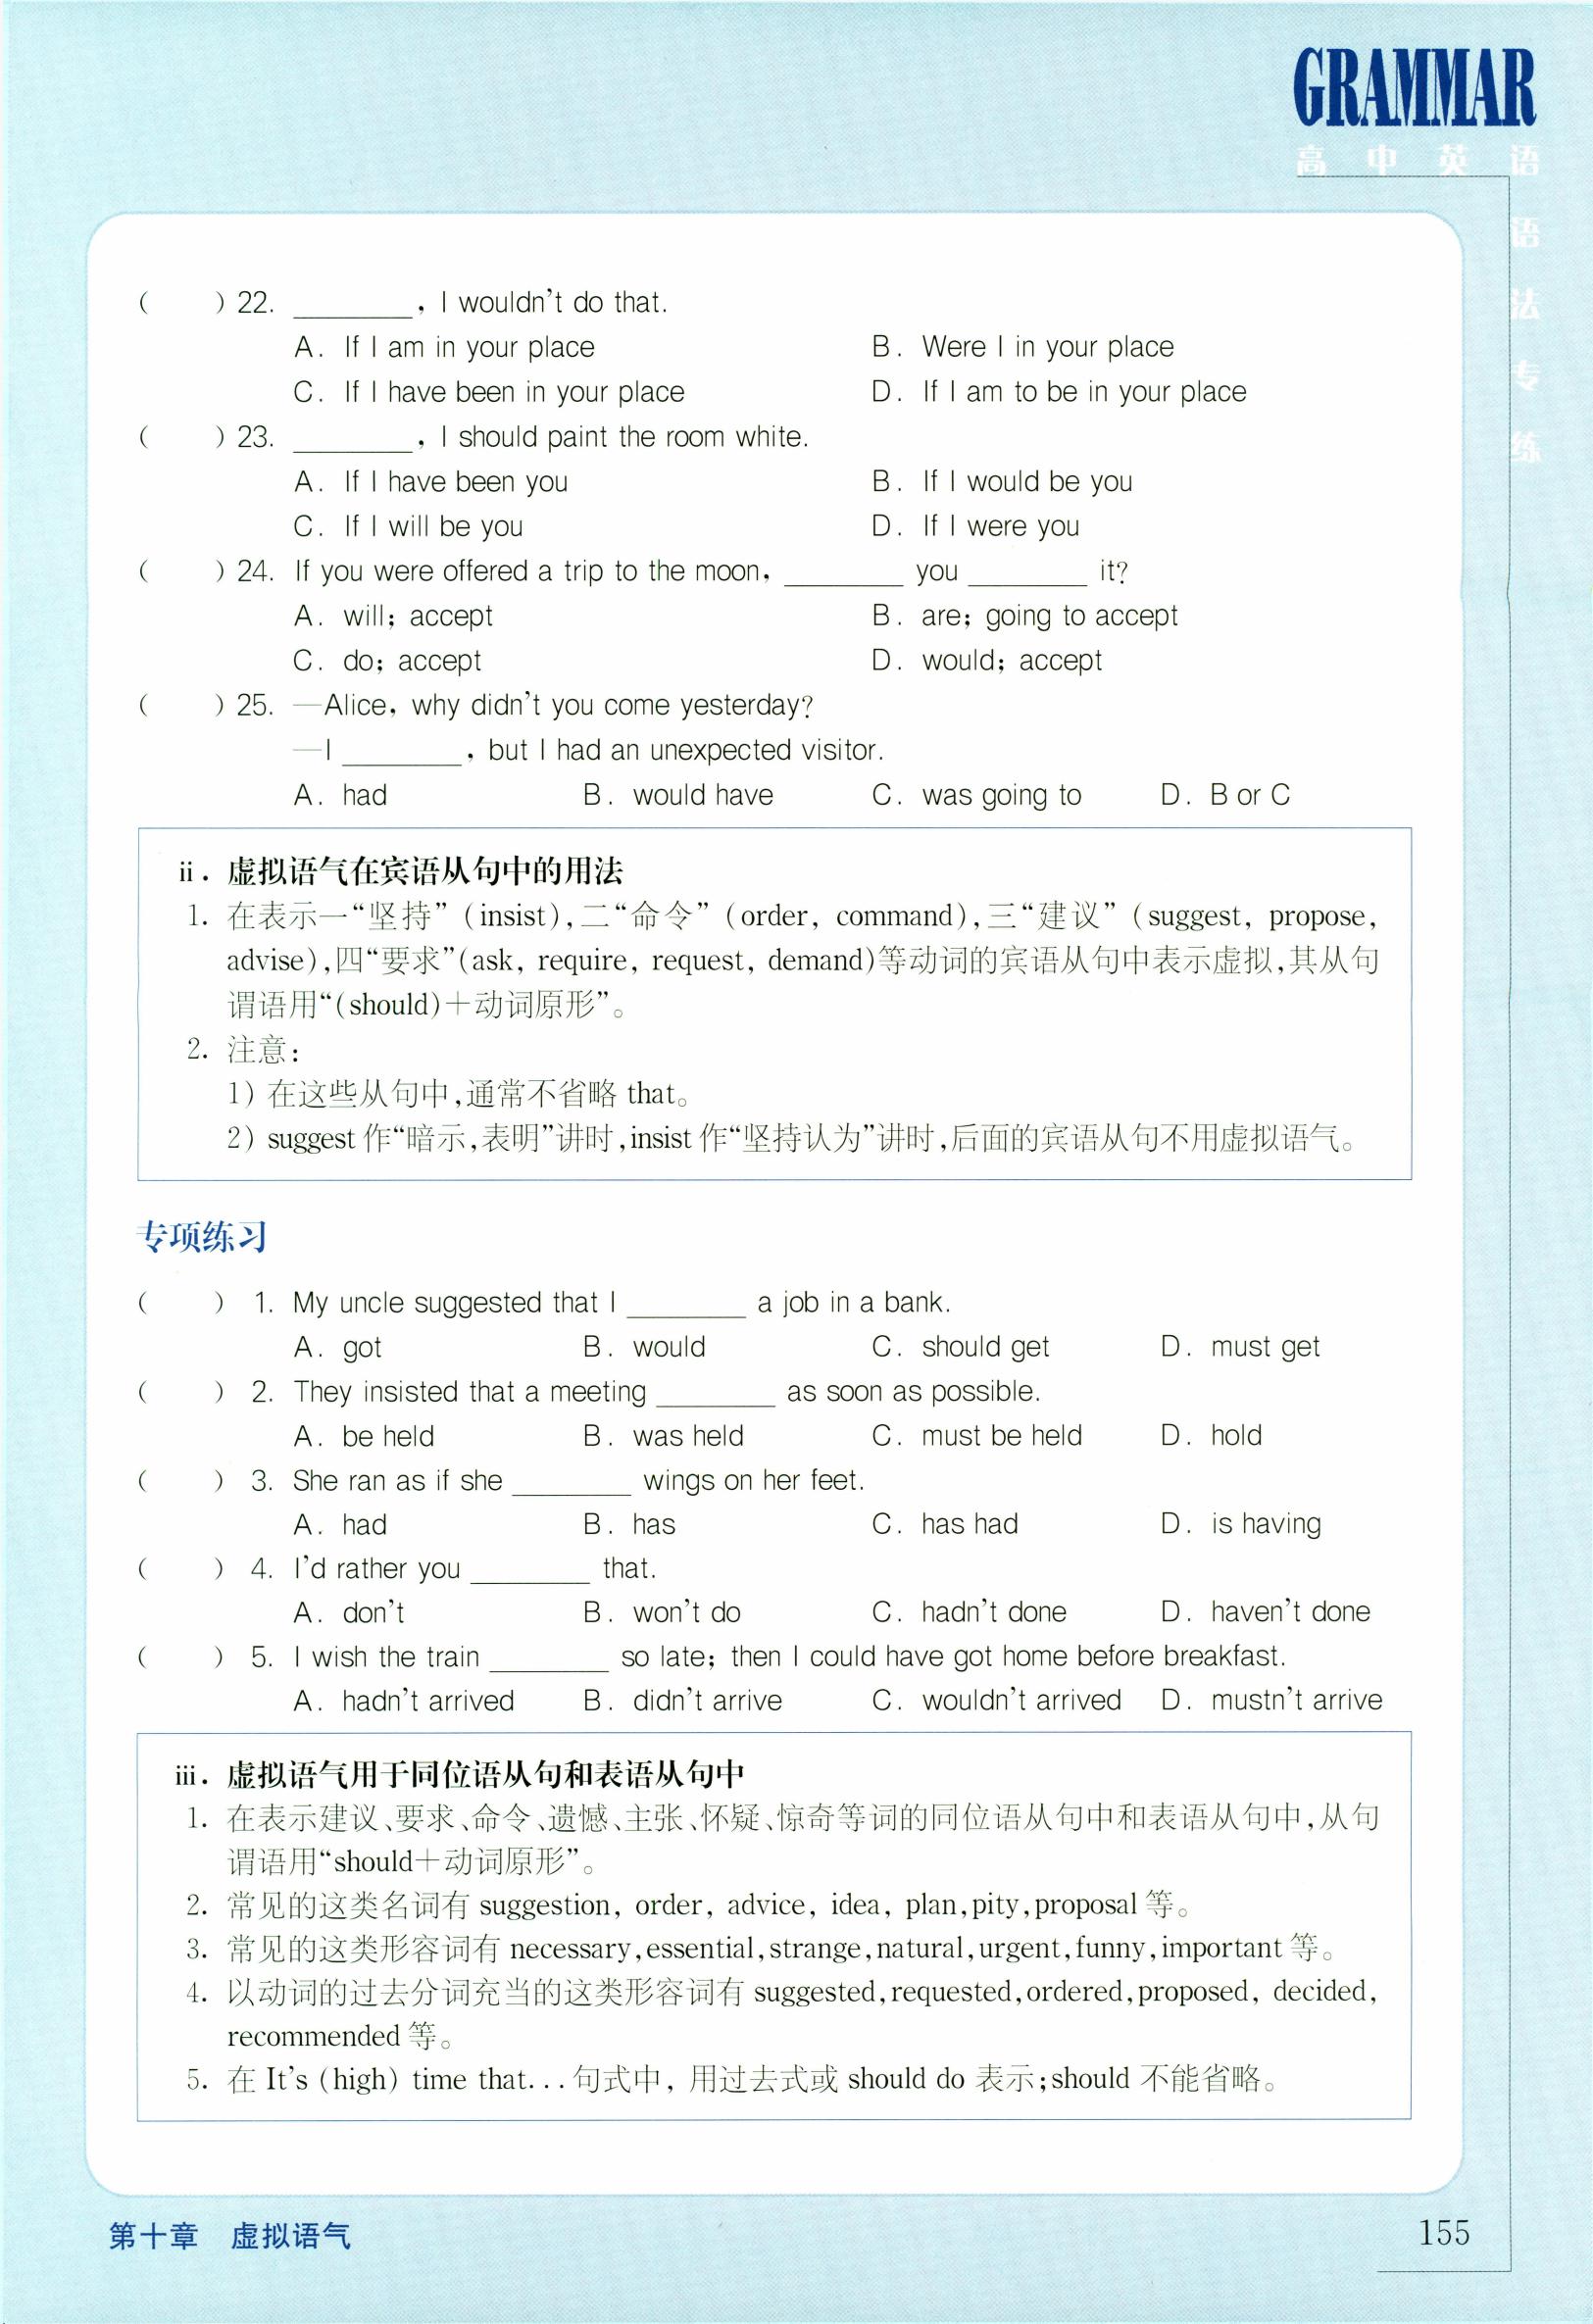 GRAMMAR
高中英语
语
法
专
练
( ) 22. ________, I wouldn't do that.
A. If I am in your place B. Were I in your place
C. If I have been in your place D. If I am to be in your place
( ) 23. ________, I should paint the room white.
A. If I have been you B. If I would be you
C. If I will be you D. If I were you
( ) 24. If you were offered a trip to the moon, ________ you ________ it?
A. will; accept B. are; going to accept
C. do; accept D. would; accept
( ) 25. —Alice, why didn't you come yesterday?
—I ________, but I had an unexpected visitor.
A. had B. would have C. was going to D. B or C
ii. 虚拟语气在宾语从句中的用法
1. 在表示一“坚持”(insist),二“命令”(order, command),三“建议”(suggest, propose,
advise),四“要求”(ask, require, request, demand)等动词的宾语从句中表示虚拟,其从句
谓语用“(should)+动词原形”。
2. 注意:
1) 在这些从句中,通常不省略 that。
2) suggest 作“暗示,表明”讲时,insist 作“坚持认为”讲时,后面的宾语从句不用虚拟语气。
专项练习
( ) 1. My uncle suggested that I ________ a job in a bank.
A. got B. would C. should get D. must get
( ) 2. They insisted that a meeting ________ as soon as possible.
A. be held B. was held C. must be held D. hold
( ) 3. She ran as if she ________ wings on her feet.
A. had B. has C. has had D. is having
( ) 4. I'd rather you ________ that.
A. don't B. won't do C. hadn't done D. haven't done
( ) 5. I wish the train ________ so late; then I could have got home before breakfast.
A. hadn't arrived B. didn't arrive C. wouldn't arrived D. mustn't arrive
iii. 虚拟语气用于同位语从句和表语从句中
1. 在表示建议、要求、命令、遗憾、主张、怀疑、惊奇等词的同位语从句中和表语从句中,从句
谓语用“should+动词原形”。
2. 常见的这类名词有 suggestion, order, advice, idea, plan,pity,proposal 等。
3. 常见的这类形容词有 necessary,essential,strange,natural,urgent,funny,important 等。
4. 以动词的过去分词充当的这类形容词有 suggested,requested,ordered,proposed, decided,
recommended 等。
5. 在 It's (high) time that...句式中, 用过去式或 should do 表示;should 不能省略。
第十章 虚拟语气 155